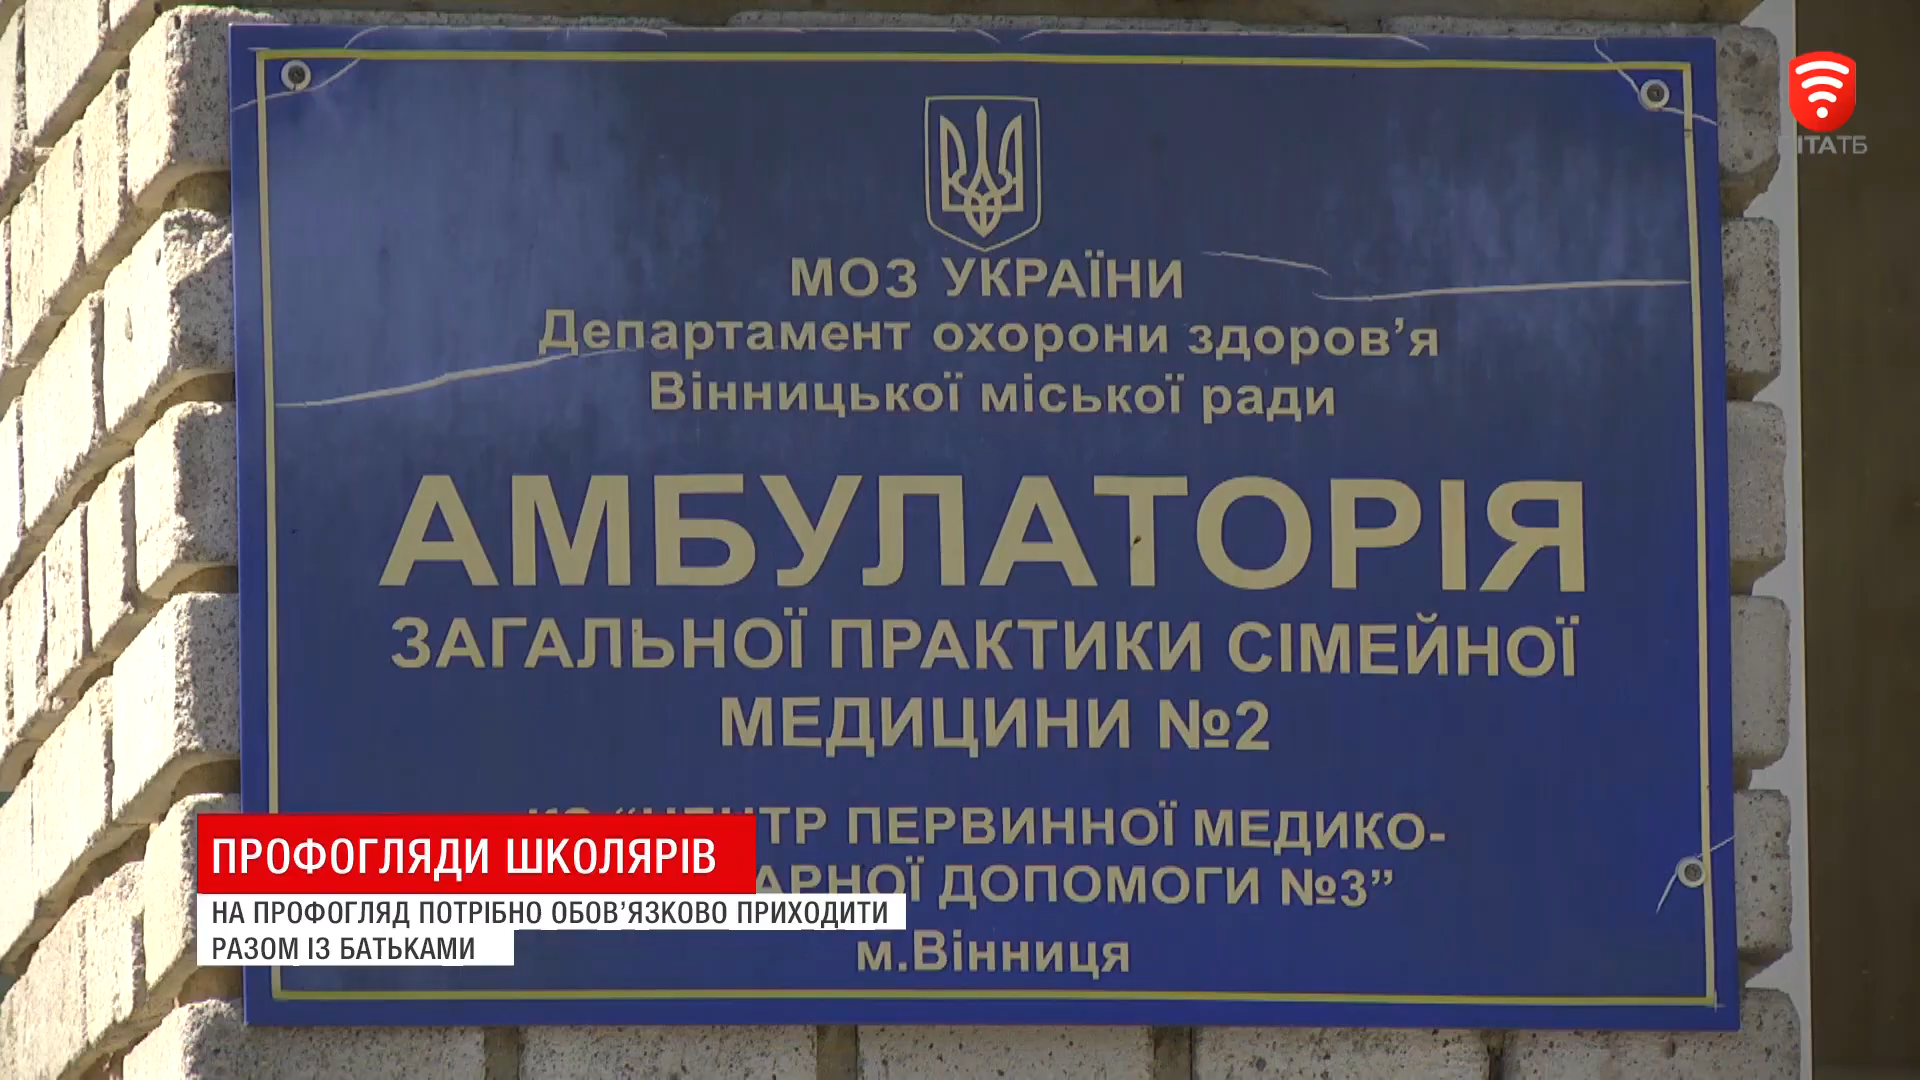 МОЗ УКРАЇНИ
Департамент охорони здоров’я
Вінницької міської ради
АМБУЛАТОРІЯ
ЗАГАЛЬНОЇ ПРАКТИКИ СІМЕЙНОЇ
МЕДИЦИНИ №2
ПЕРВИННОЇ МЕДИКО-
ДОПОМОГИ №3”
м.Вінниця
ПРОФОГЛЯДИ ШКОЛЯРІВ
НА ПРОФОГЛЯД ПОТРІБНО ОБОВ’ЯЗКОВО ПРИХОДИТИ
РАЗОМ ІЗ БАТЬКАМИ